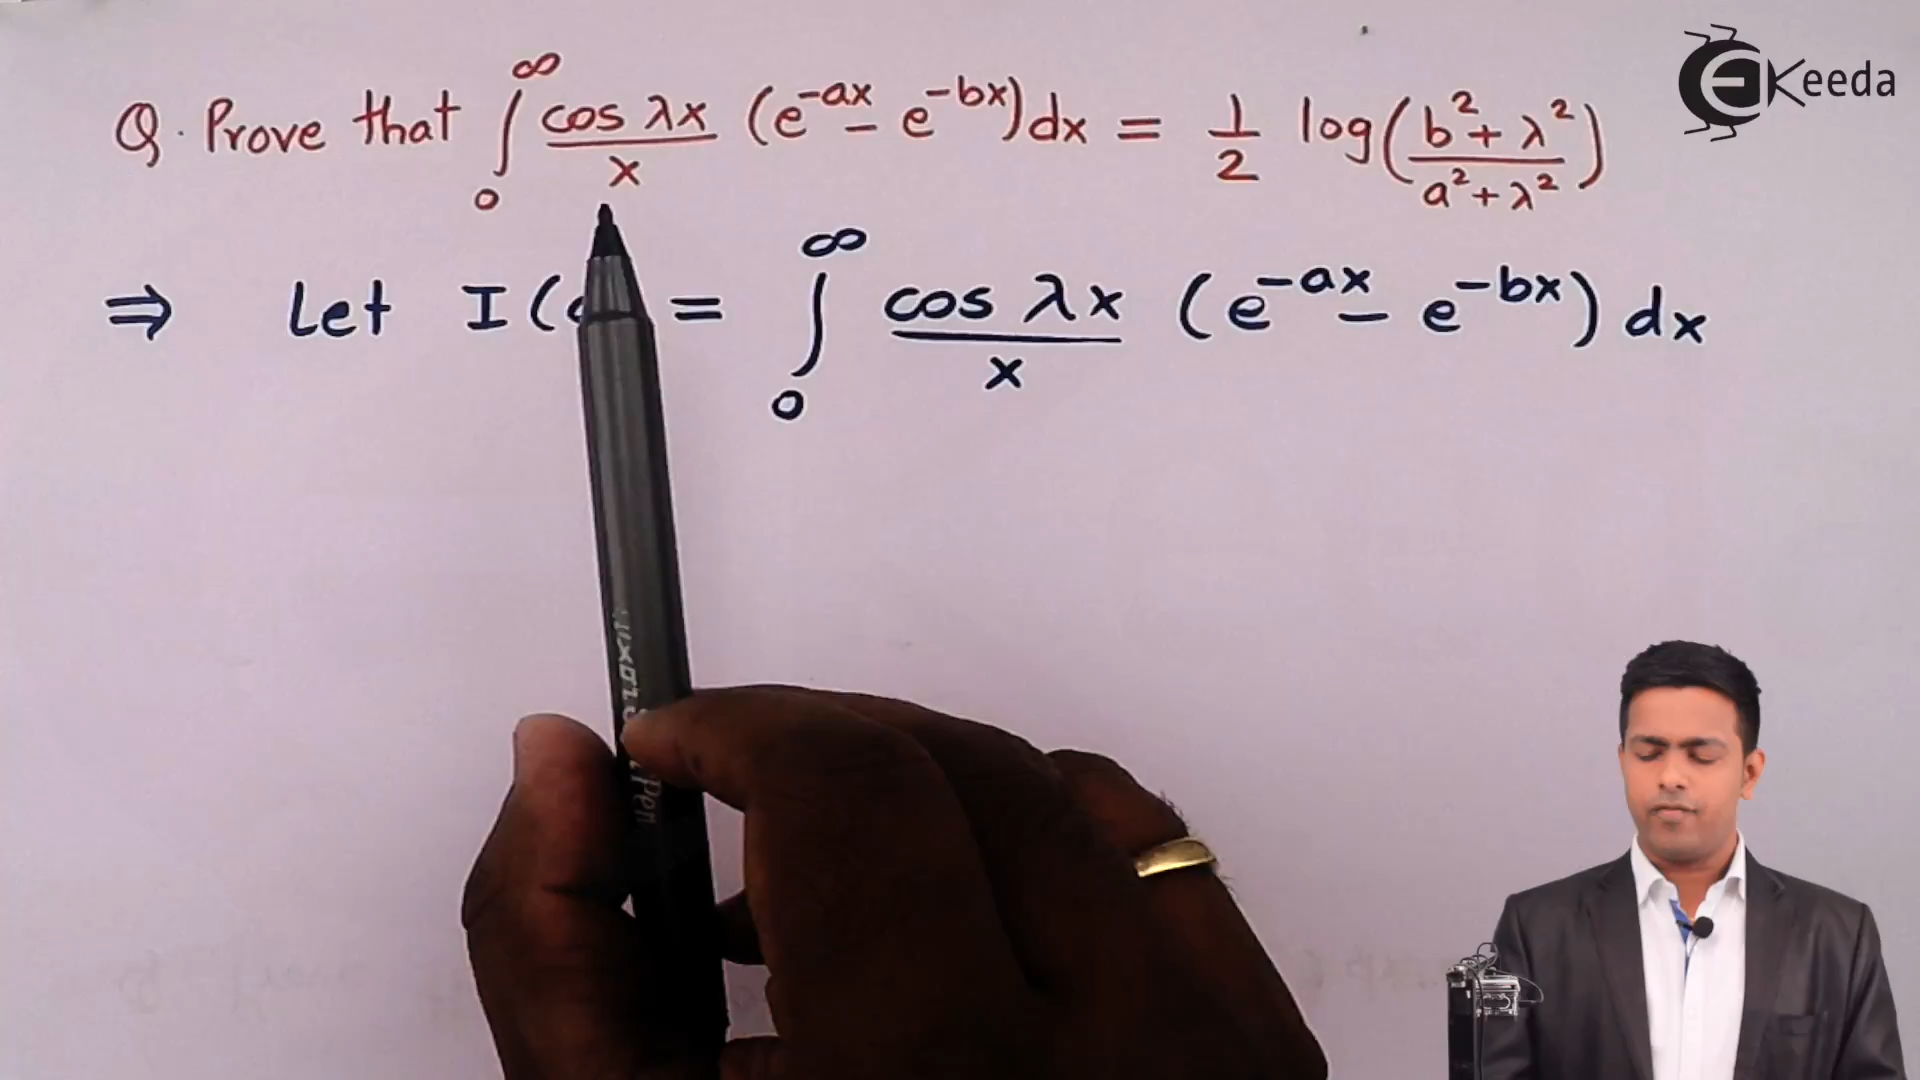 EKeeda
Q. Prove that ∫₀^∞ cos λx / x (e^-ax - e^-bx) dx = 1/2 log((b² + λ²)/(a² + λ²))
⇒ Let I( = ∫₀^∞ cos λx / x (e^-ax - e^-bx) dx
Pen